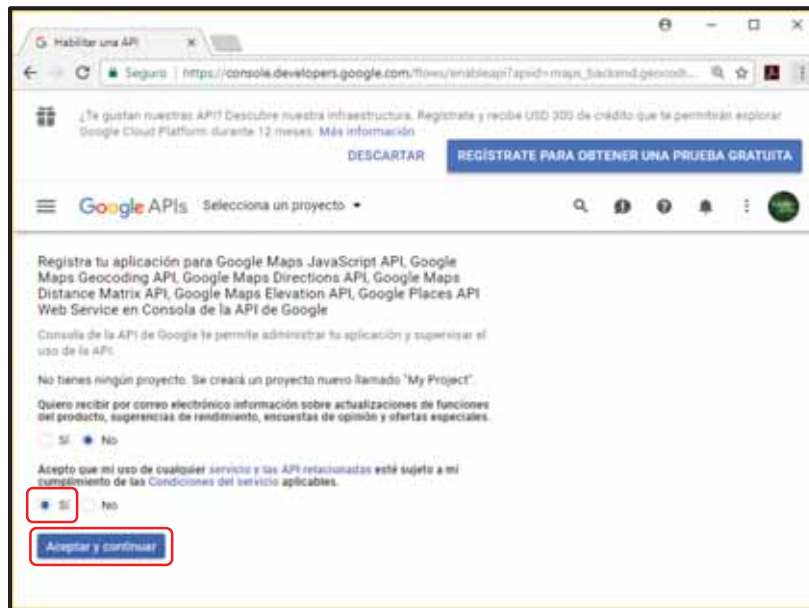 Habilitar una API
Seguro | https://console.developers.google.com/flows/enableapi?apiid=maps_backend,geocodi...
¿Te gustan nuestras API? Descubre nuestra infraestructura. Regístrate y recibe USD 300 de crédito que te permitirán explorar
Google Cloud Platform durante 12 meses. Más información
DESCARTAR REGÍSTRATE PARA OBTENER UNA PRUEBA GRATUITA
Google APIs Selecciona un proyecto
Registra tu aplicación para Google Maps JavaScript API, Google
Maps Geocoding API, Google Maps Directions API, Google Maps
Distance Matrix API, Google Maps Elevation API, Google Places API
Web Service en Consola de la API de Google
Consola de la API de Google te permite administrar tu aplicación y supervisar el
uso de la API.
No tienes ningún proyecto. Se creará un proyecto nuevo llamado "My Project".
Quiero recibir por correo electrónico información sobre actualizaciones de funciones
del producto, sugerencias de rendimiento, encuestas de opinión y ofertas especiales.
Sí No
Acepto que mi uso de cualquier servicio y las API relacionadas esté sujeto a mi
cumplimiento de las Condiciones del servicio aplicables.
Sí No
Aceptar y continuar